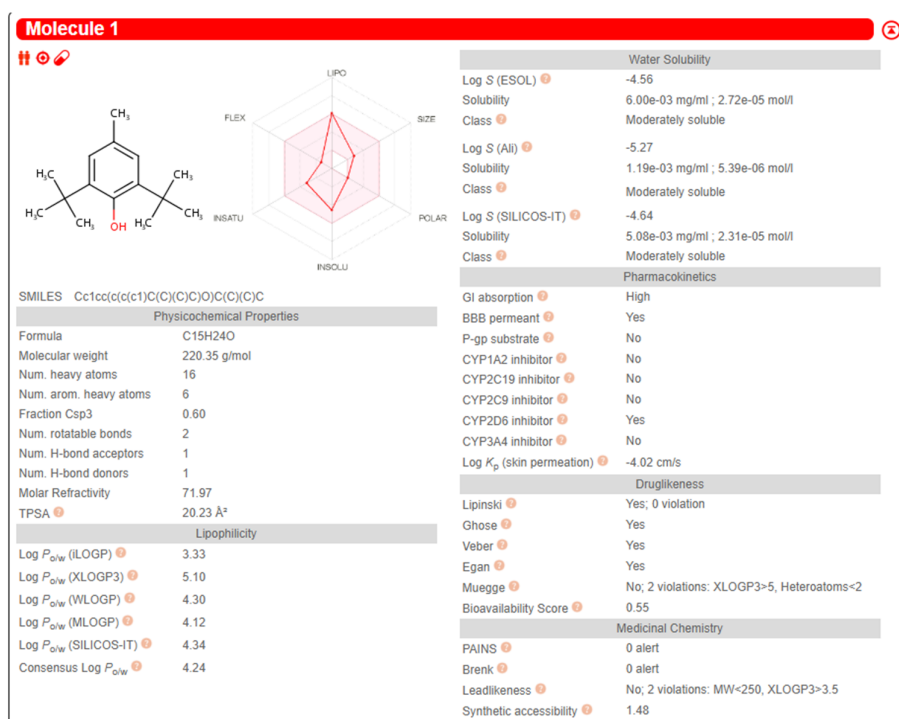 Molecule 1
LIPO
FLEX
SIZE
INSATU
POLAR
INSOLU
CH₃
H₃C
CH₃
H₃C
CH₃
CH₃
OH
H₃C
CH₃
SMILES Cc1cc(c(c(c1)C(C)(C)C)O)C(C)(C)C
Physicochemical Properties
Formula C15H24O
Molecular weight 220.35 g/mol
Num. heavy atoms 16
Num. arom. heavy atoms 6
Fraction Csp3 0.60
Num. rotatable bonds 2
Num. H-bond acceptors 1
Num. H-bond donors 1
Molar Refractivity 71.97
TPSA ? 20.23 Å²
Lipophilicity
Log Po/w (iLOGP) ? 3.33
Log Po/w (XLOGP3) ? 5.10
Log Po/w (WLOGP) ? 4.30
Log Po/w (MLOGP) ? 4.12
Log Po/w (SILICOS-IT) ? 4.34
Consensus Log Po/w ? 4.24
Water Solubility
Log S (ESOL) ? -4.56
Solubility 6.00e-03 mg/ml ; 2.72e-05 mol/l
Class ? Moderately soluble
Log S (Ali) ? -5.27
Solubility 1.19e-03 mg/ml ; 5.39e-06 mol/l
Class ? Moderately soluble
Log S (SILICOS-IT) ? -4.64
Solubility 5.08e-03 mg/ml ; 2.31e-05 mol/l
Class ? Moderately soluble
Pharmacokinetics
GI absorption ? High
BBB permeant ? Yes
P-gp substrate ? No
CYP1A2 inhibitor ? No
CYP2C19 inhibitor ? No
CYP2C9 inhibitor ? No
CYP2D6 inhibitor ? Yes
CYP3A4 inhibitor ? No
Log Kp (skin permeation) ? -4.02 cm/s
Druglikeness
Lipinski ? Yes; 0 violation
Ghose ? Yes
Veber ? Yes
Egan ? Yes
Muegge ? No; 2 violations: XLOGP3>5, Heteroatoms<2
Bioavailability Score ? 0.55
Medicinal Chemistry
PAINS ? 0 alert
Brenk ? 0 alert
Leadlikeness ? No; 2 violations: MW<250, XLOGP3>3.5
Synthetic accessibility ? 1.48